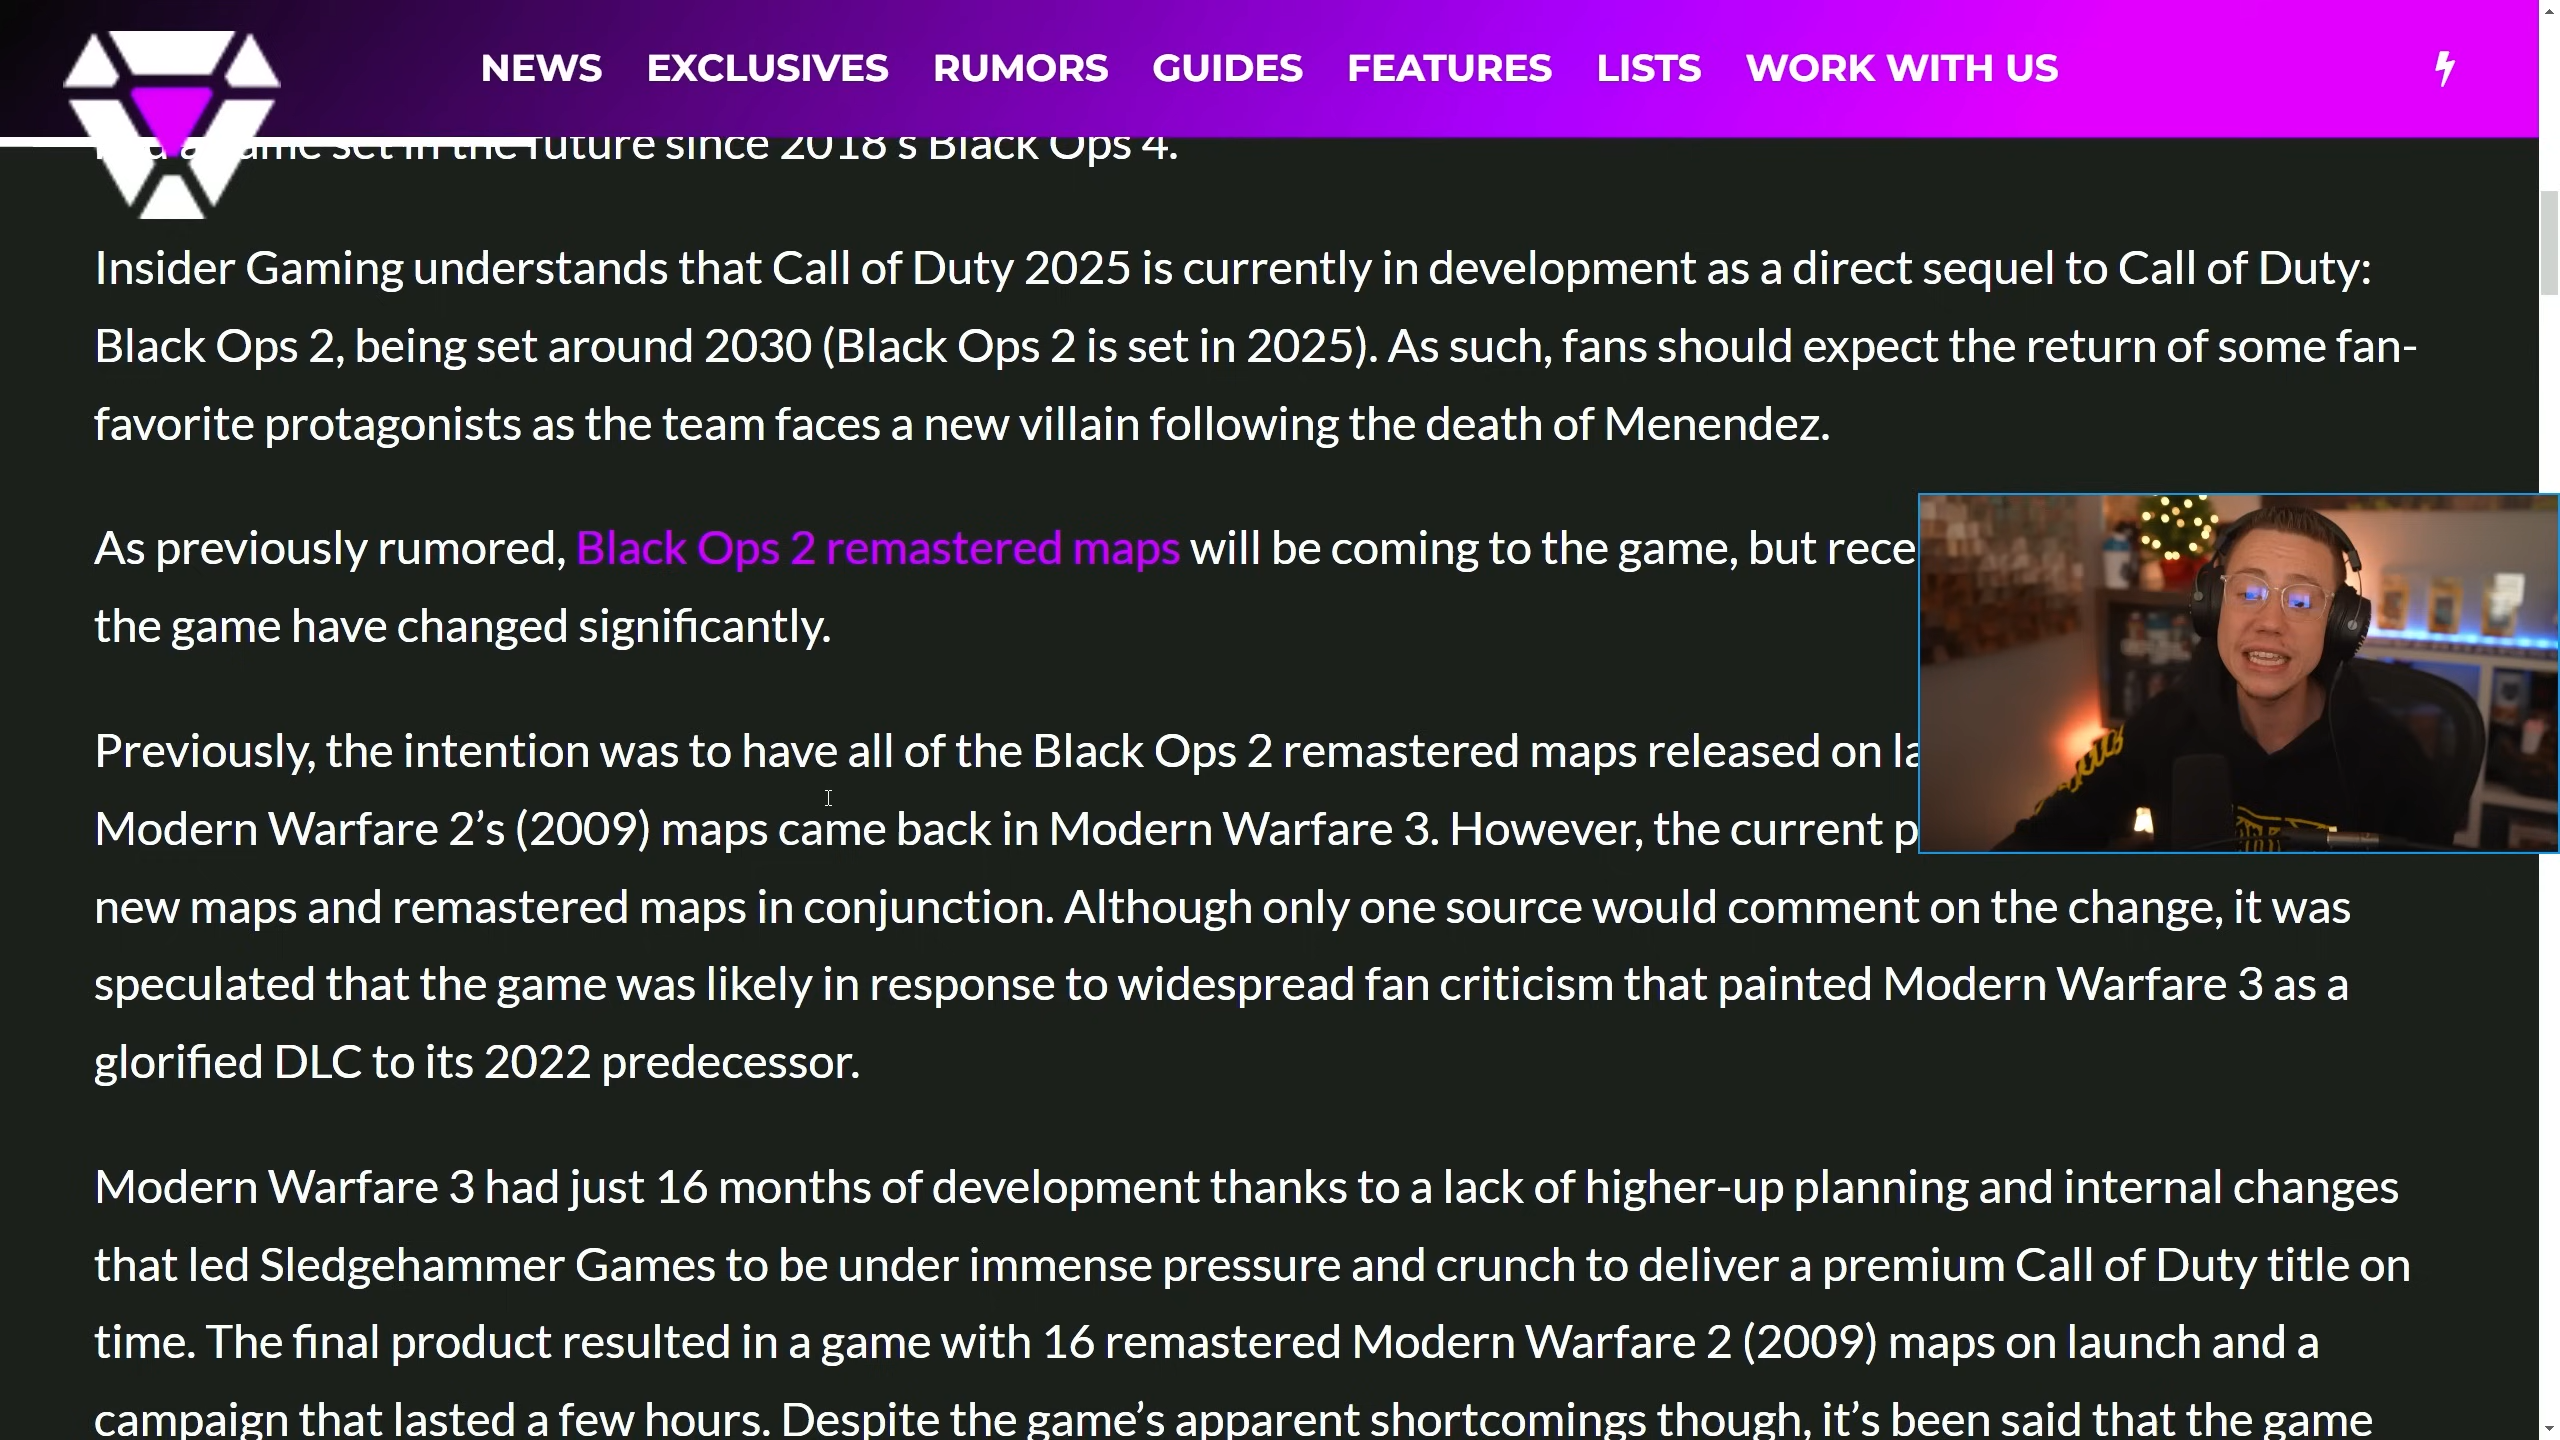 NEWS EXCLUSIVES RUMORS GUIDES FEATURES LISTS WORK WITH US
set in the future since 2018's Black Ops 4.
Insider Gaming understands that Call of Duty 2025 is currently in development as a direct sequel to Call of Duty:
Black Ops 2, being set around 2030 (Black Ops 2 is set in 2025). As such, fans should expect the return of some fan-
favorite protagonists as the team faces a new villain following the death of Menendez.
As previously rumored, Black Ops 2 remastered maps will be coming to the game, but rece
the game have changed significantly.
Previously, the intention was to have all of the Black Ops 2 remastered maps released on la
Modern Warfare 2’s (2009) maps came back in Modern Warfare 3. However, the current p
new maps and remastered maps in conjunction. Although only one source would comment on the change, it was
speculated that the game was likely in response to widespread fan criticism that painted Modern Warfare 3 as a
glorified DLC to its 2022 predecessor.
Modern Warfare 3 had just 16 months of development thanks to a lack of higher-up planning and internal changes
that led Sledgehammer Games to be under immense pressure and crunch to deliver a premium Call of Duty title on
time. The final product resulted in a game with 16 remastered Modern Warfare 2 (2009) maps on launch and a
campaign that lasted a few hours. Despite the game’s apparent shortcomings though, it’s been said that the game